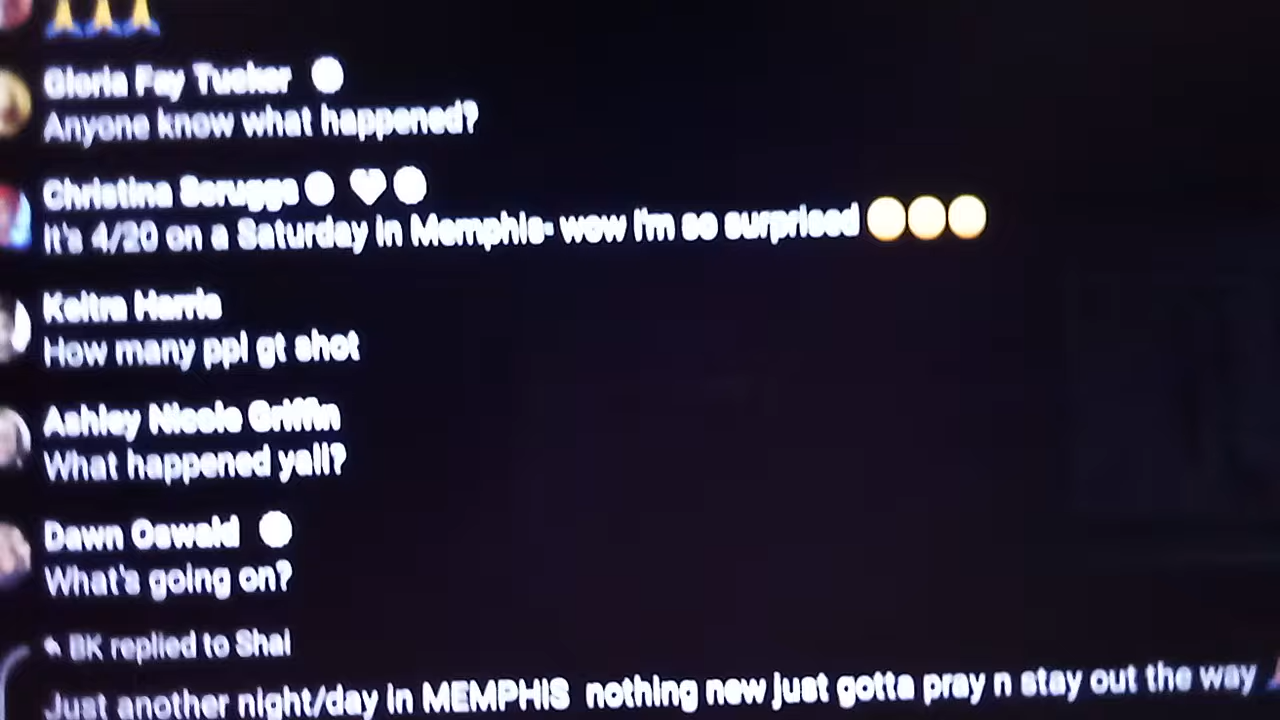 Gloria Fay Tucker
Anyone know what happened?
Christina Scruggs
It's 4/20 on a Saturday in Memphis- wow I'm so surprised
Keitra Harris
How many ppl gt shot
Ashley Nicole Griffin
What happened yall?
Dawn Oswald
What's going on?
BK replied to Shai
Just another night/day in MEMPHIS nothing new just gotta pray n stay out the way